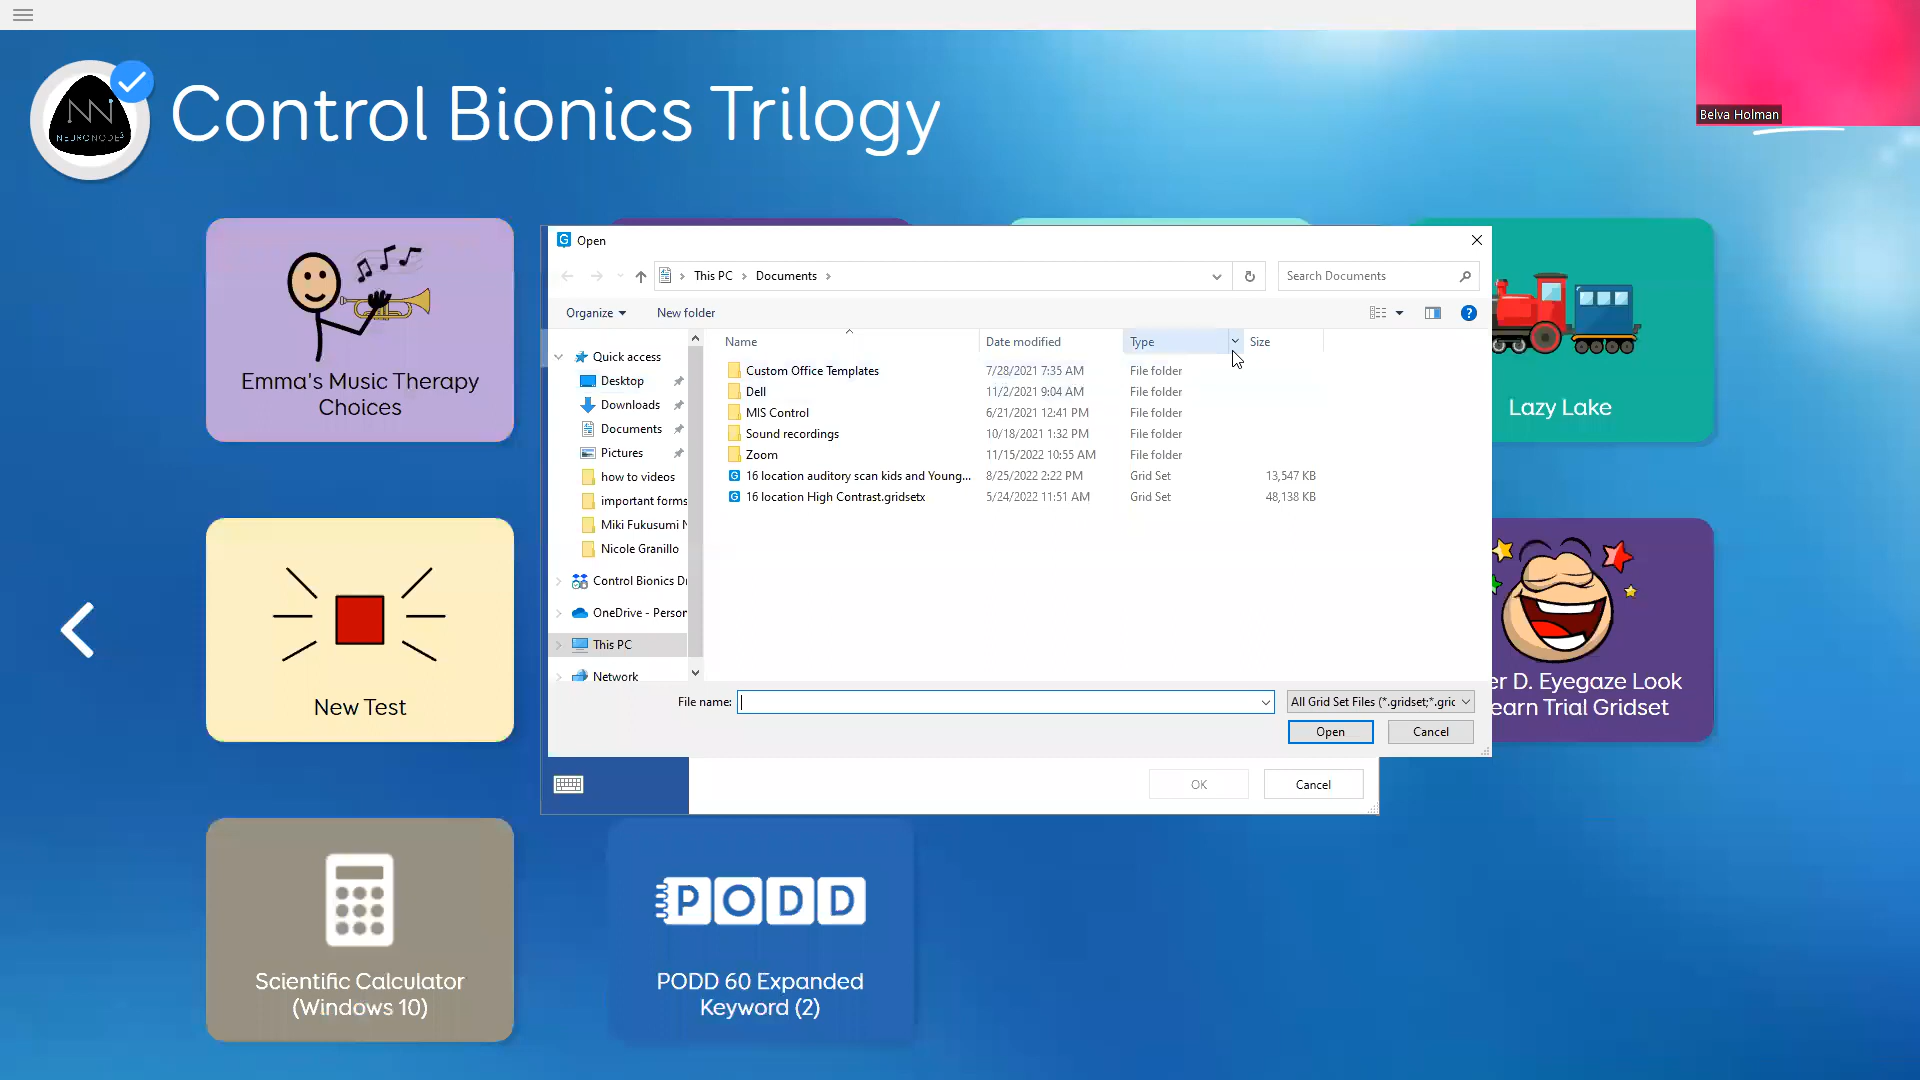 NEURONODE3
Control Bionics Trilogy
Belva Holman
Emma's Music Therapy
Choices
Lazy Lake
New Test
er D. Eyegaze Look
earn Trial Gridset
Scientific Calculator
(Windows 10)
PODD
PODD 60 Expanded
Keyword (2)
Open
This PC > Documents >
Search Documents
Organize
New folder
Name Date modified Type Size
Quick access
Desktop
Downloads
Documents
Pictures
how to videos
important forms
Miki Fukusumi N
Nicole Granillo
Control Bionics Dr
OneDrive - Person
This PC
Network
Custom Office Templates 7/28/2021 7:35 AM File folder
Dell 11/2/2021 9:04 AM File folder
MIS Control 6/21/2021 12:41 PM File folder
Sound recordings 10/18/2021 1:32 PM File folder
Zoom 11/15/2022 10:55 AM File folder
16 location auditory scan kids and Young... 8/25/2022 2:22 PM Grid Set 13,547 KB
16 location High Contrast.gridsetx 5/24/2022 11:51 AM Grid Set 48,138 KB
File name:
All Grid Set Files (*.gridset;*.gric
Open
Cancel
OK
Cancel